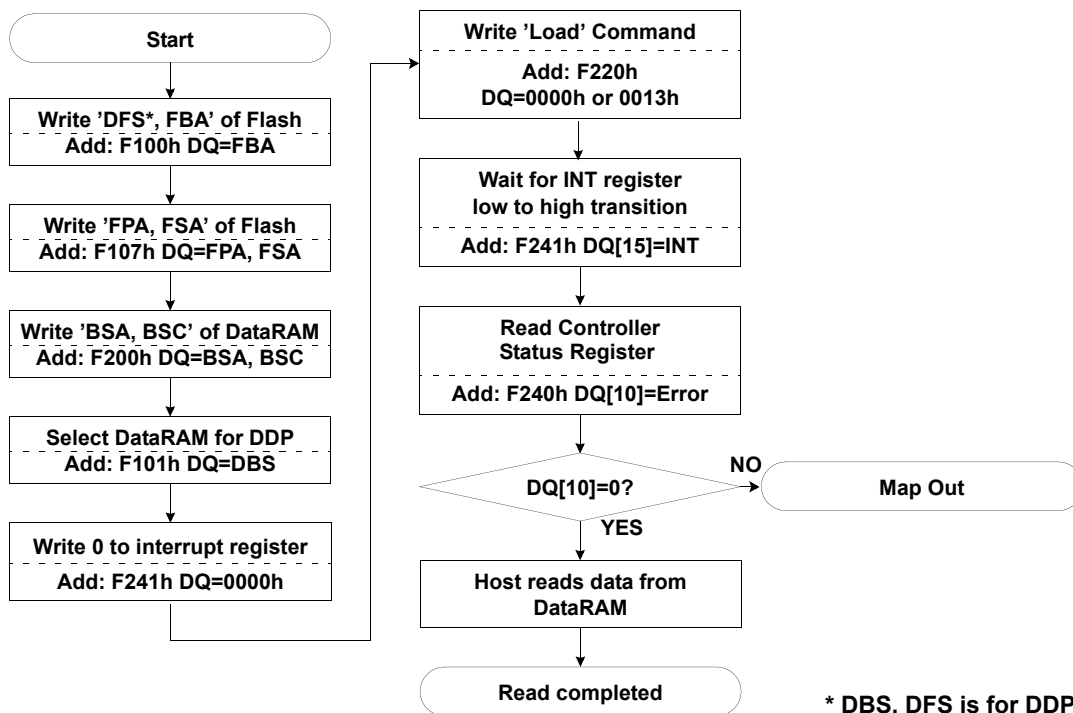 Start
Write ’DFS*, FBA’ of Flash
Add: F100h DQ=FBA
Write ’FPA, FSA’ of Flash
Add: F107h DQ=FPA, FSA
Write ’BSA, BSC’ of DataRAM
Add: F200h DQ=BSA, BSC
Select DataRAM for DDP
Add: F101h DQ=DBS
Write 0 to interrupt register
Add: F241h DQ=0000h
Write ’Load’ Command
Add: F220h
DQ=0000h or 0013h
Wait for INT register
low to high transition
Add: F241h DQ[15]=INT
Read Controller
Status Register
Add: F240h DQ[10]=Error
DQ[10]=0?
NO
Map Out
YES
Host reads data from
DataRAM
Read completed
* DBS, DFS is for DDP